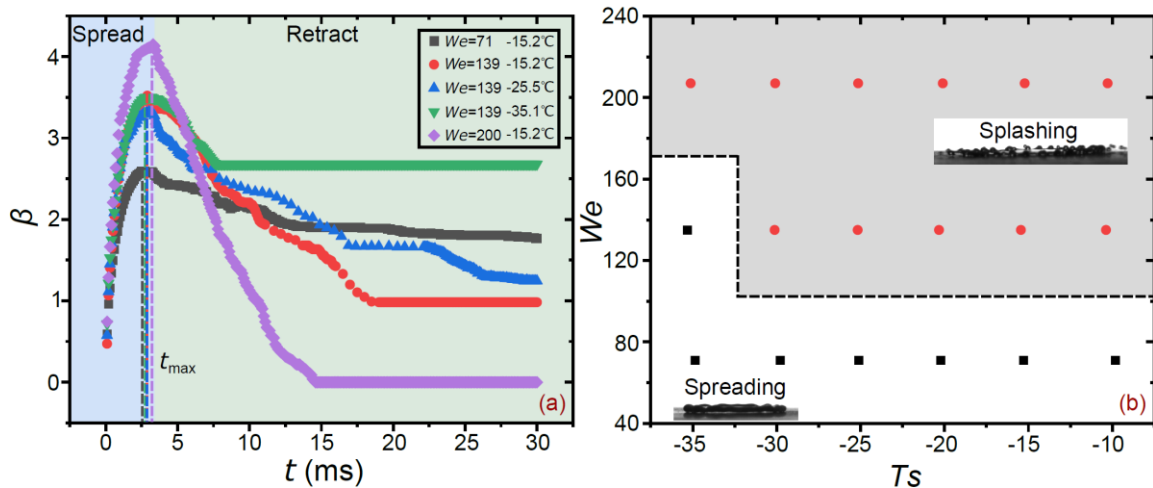 Spread
Retract
We=71 -15.2℃
We=139 -15.2℃
We=139 -25.5℃
We=139 -35.1℃
We=200 -15.2℃
4
3
2
1
0
β
tmax
(a)
0 5 10 15 20 25 30
t (ms)
240
200
160
120
80
40
We
Splashing
Spreading
(b)
-35 -30 -25 -20 -15 -10
Ts